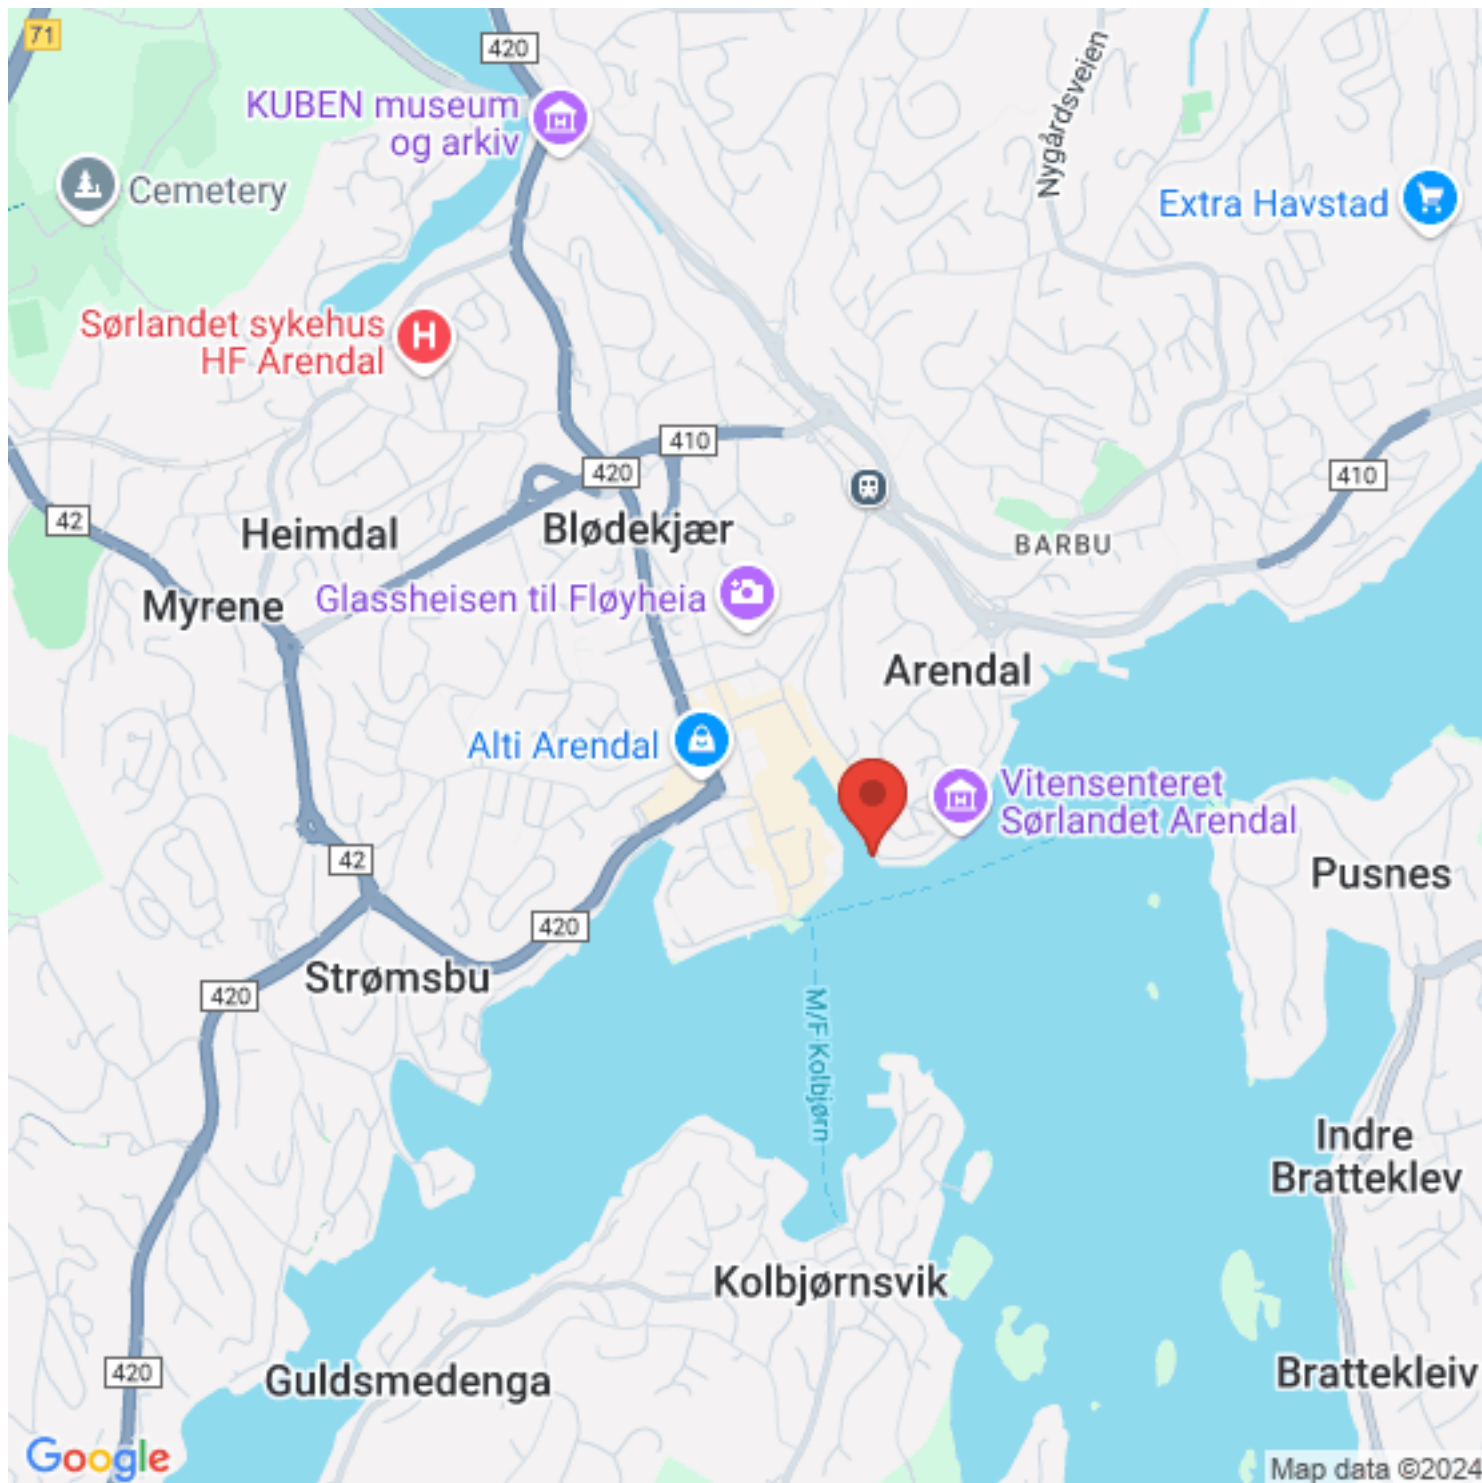 71
420
KUBEN museum
og arkiv
Nygårdsveien
Cemetery
Extra Havstad
Sørlandet sykehus
HF Arendal
H
410
420
410
42
Heimdal
Blødekjær
BARBU
Myrene
Glassheisen til Fløyheia
Arendal
Alti Arendal
Vitensenteret
Sørlandet Arendal
42
Pusnes
420
Strømsbu
420
M/F Kolbjørn
Indre
Bratteklev
Kolbjørnsvik
420
Guldsmedenga
Brattekleiv
Google
Map data ©2024